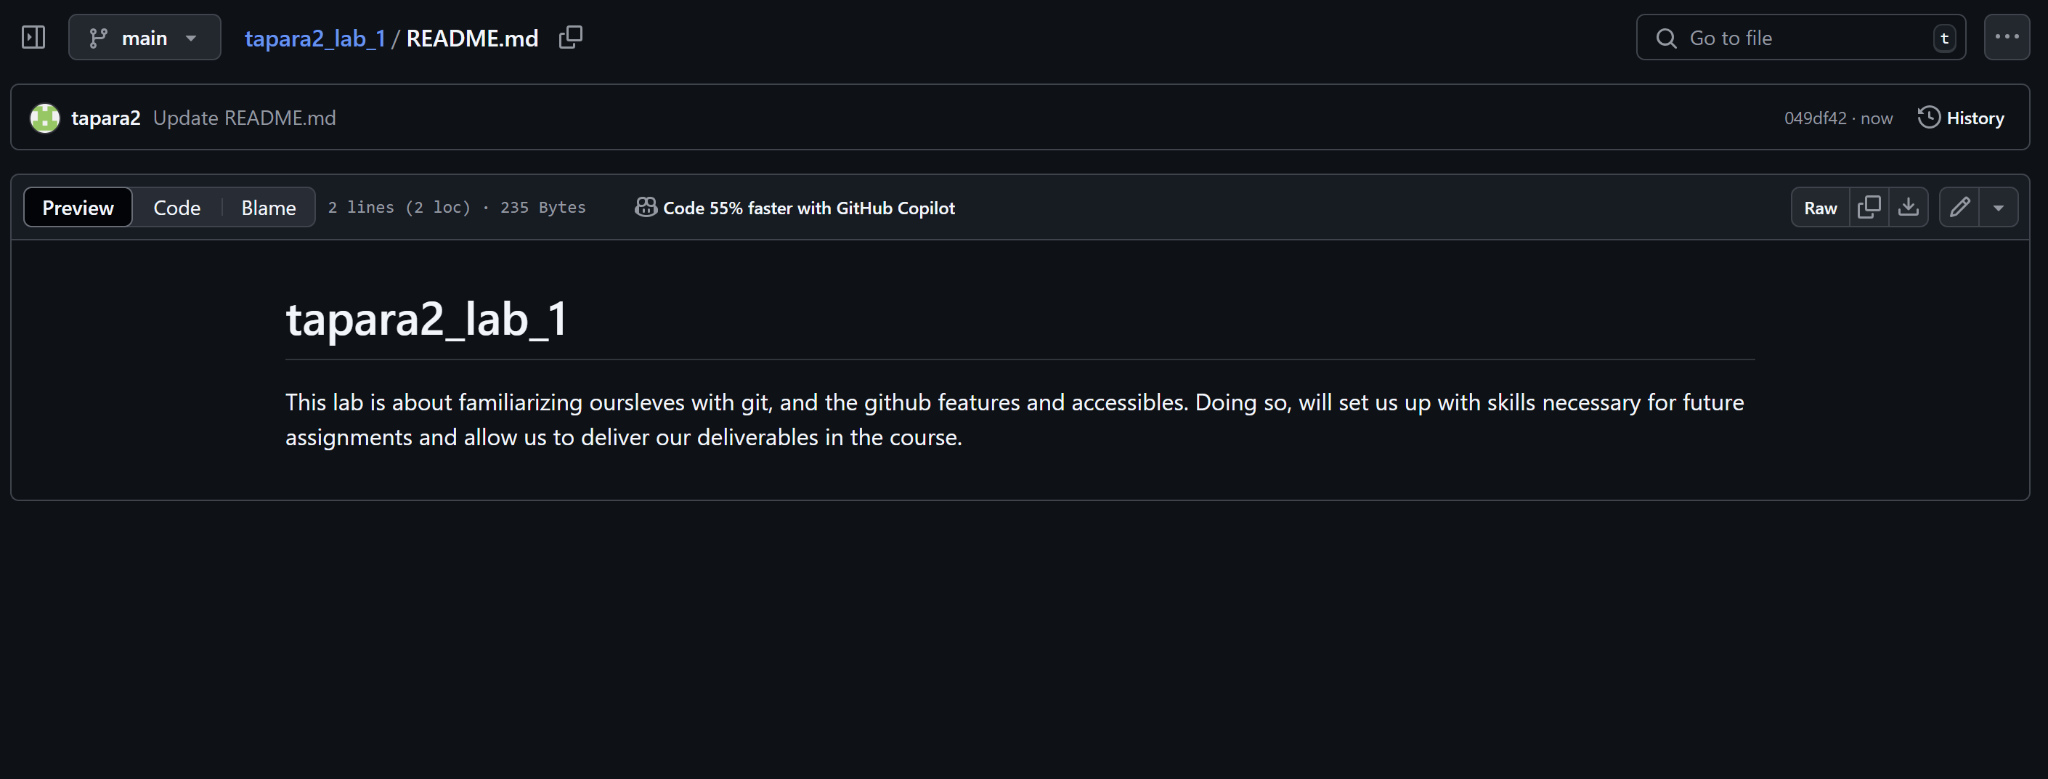 main
tapara2_lab_1 / README.md
Go to file
t
tapara2 Update README.md
049df42 · now
History
Preview Code Blame
2 lines (2 loc) · 235 Bytes
Code 55% faster with GitHub Copilot
Raw
tapara2_lab_1
This lab is about familiarizing oursleves with git, and the github features and accessibles. Doing so, will set us up with skills necessary for future
assignments and allow us to deliver our deliverables in the course.